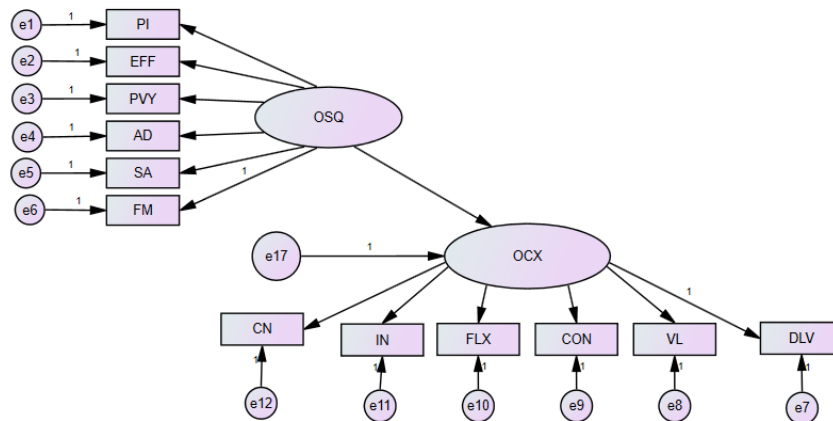 e1 1 PI
e2 1 EFF
e3 1 PVY
OSQ
e4 1 AD
e5 1 SA
1
e6 1 FM
e17 1 OCX
1
CN IN FLX CON VL DLV
1 1 1 1 1 1
e12 e11 e10 e9 e8 e7